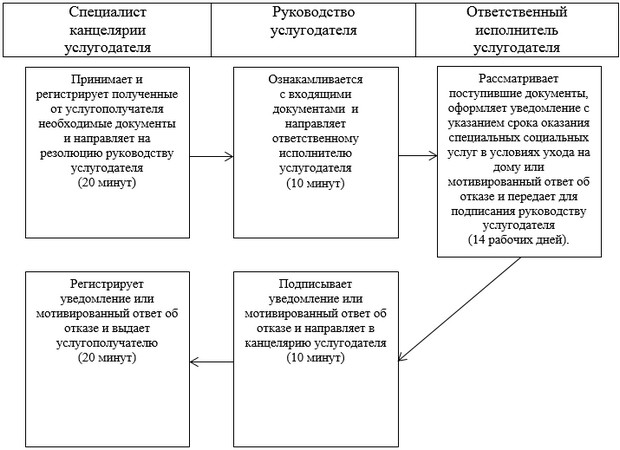 Специалист
канцелярии
услугодателя
Руководство
услугодателя
Ответственный
исполнитель
услугодателя
Принимает и
регистрирует полученные
от услугополучателя
необходимые документы
и направляет на
резолюцию руководству
услугодателя
(20 минут)
Ознакамливается
с входящими
документами и
направляет
ответственному
исполнителю
услугодателя
(10 минут)
Рассматривает
поступившие документы,
оформляет уведомление с
указанием срока оказания
специальных социальных
услуг в условиях ухода на
дому или
мотивированный ответ об
отказе и передает для
подписания руководству
услугодателя
(14 рабочих дней).
Регистрирует
уведомление или
мотивированный ответ об
отказе и выдает
услугополучателю
(20 минут)
Подписывает
уведомление или
мотивированный ответ об
отказе и направляет в
канцелярию услугодателя
(10 минут)